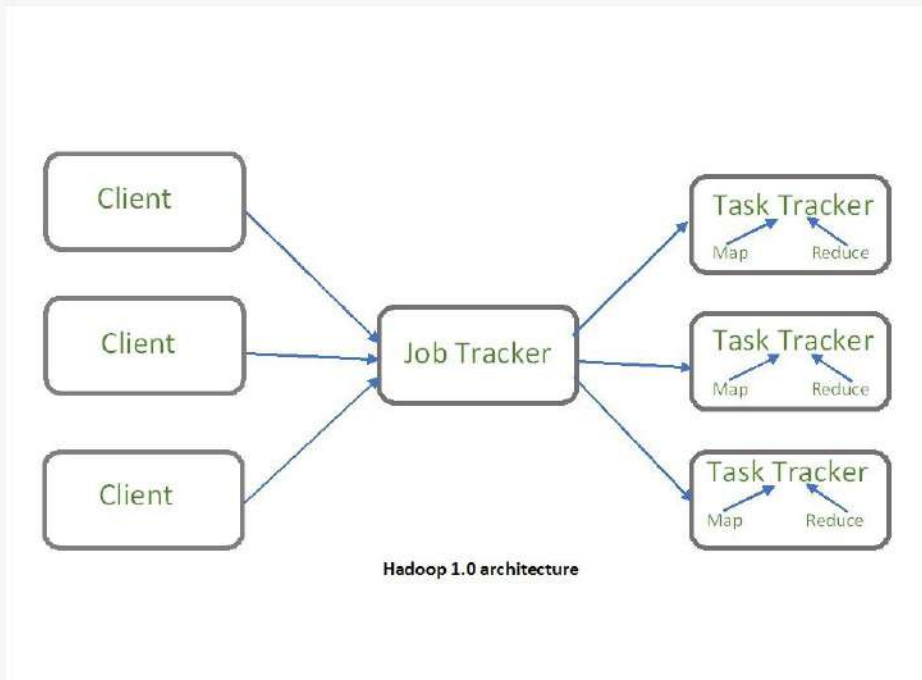 Client
Client
Client
Job Tracker
Task Tracker
Map Reduce
Task Tracker
Map Reduce
Task Tracker
Map Reduce
Hadoop 1.0 architecture